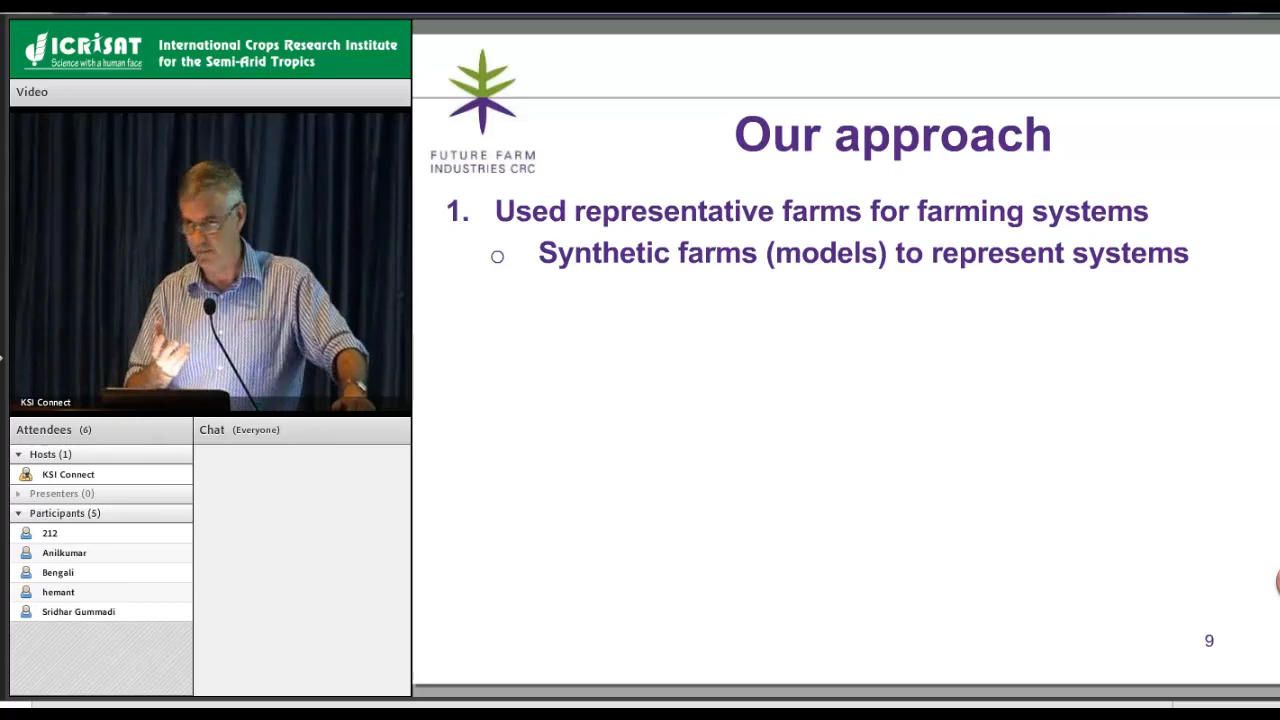 ICRISAT
Science with a human face
International Crops Research Institute
for the Semi-Arid Tropics
Video
KSI Connect
Attendees (6)
Hosts (1)
KSI Connect
Presenters (0)
Participants (5)
212
Anilkumar
Bengali
hemant
Sridhar Gummadi
Chat (Everyone)
FUTURE FARM
INDUSTRIES CRC
Our approach
1. Used representative farms for farming systems
o Synthetic farms (models) to represent systems
9